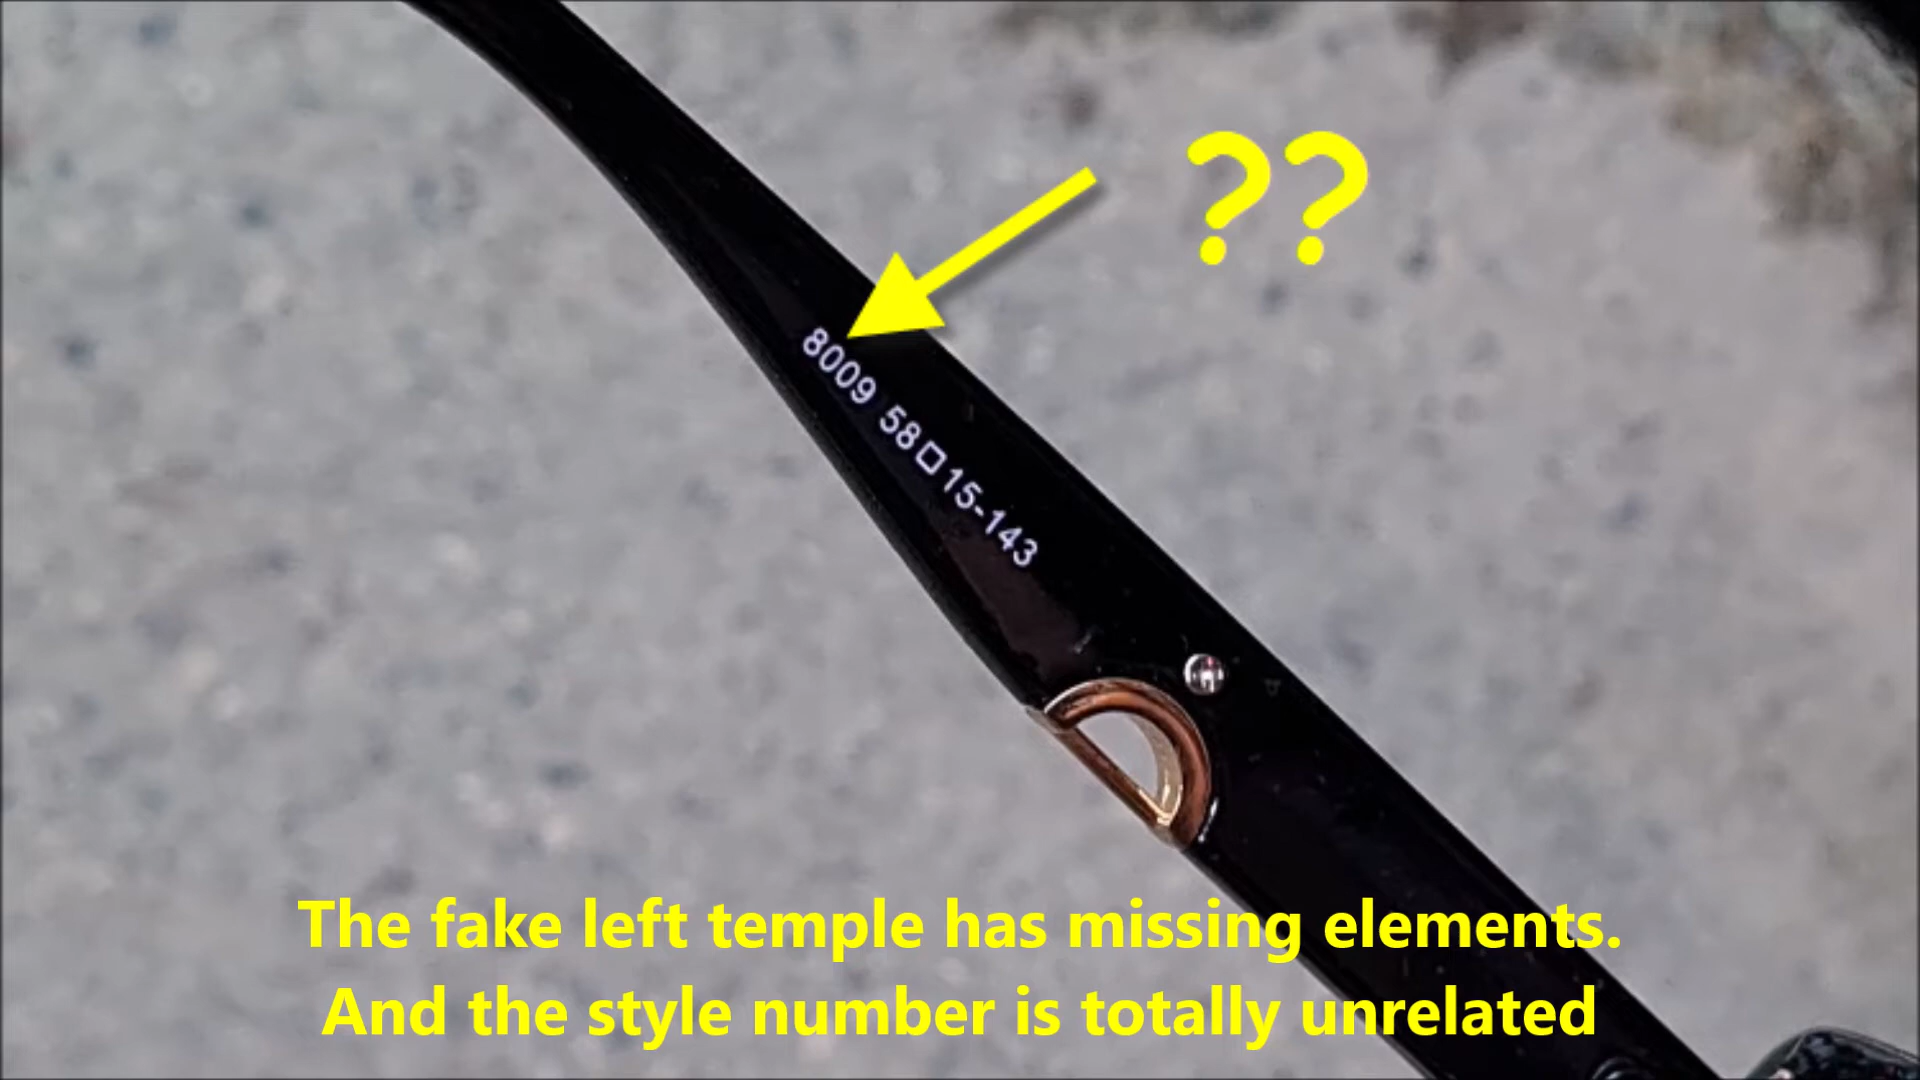 ??
8009 58□15-143
The fake left temple has missing elements.
And the style number is totally unrelated